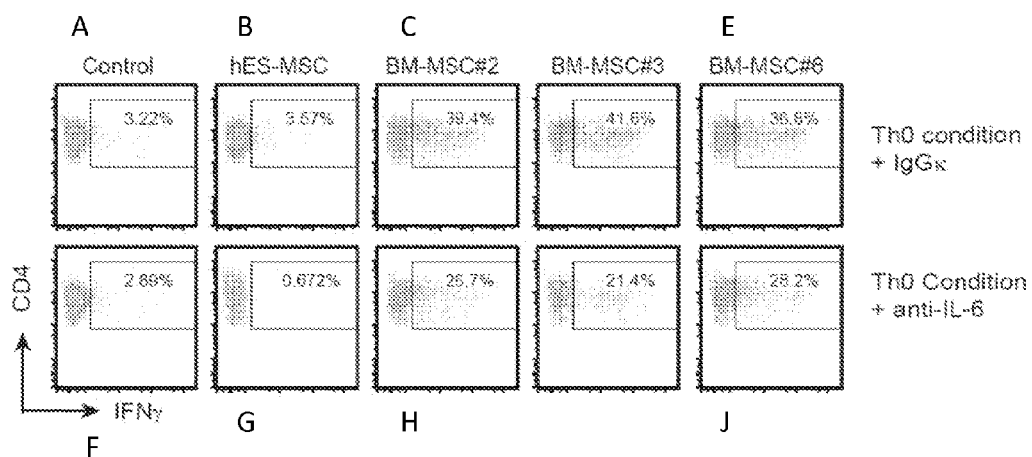 A B C E
Control hES-MSC BM-MSC#2 BM-MSC#3 BM-MSC#6
3.22% 3.57% 39.4% 41.6% 36.6%
Th0 condition
+ IgGκ
2.89% 0.672% 25.7% 21.4% 28.2%
Th0 Condition
+ anti-IL-6
CD4
IFNγ
F G H J